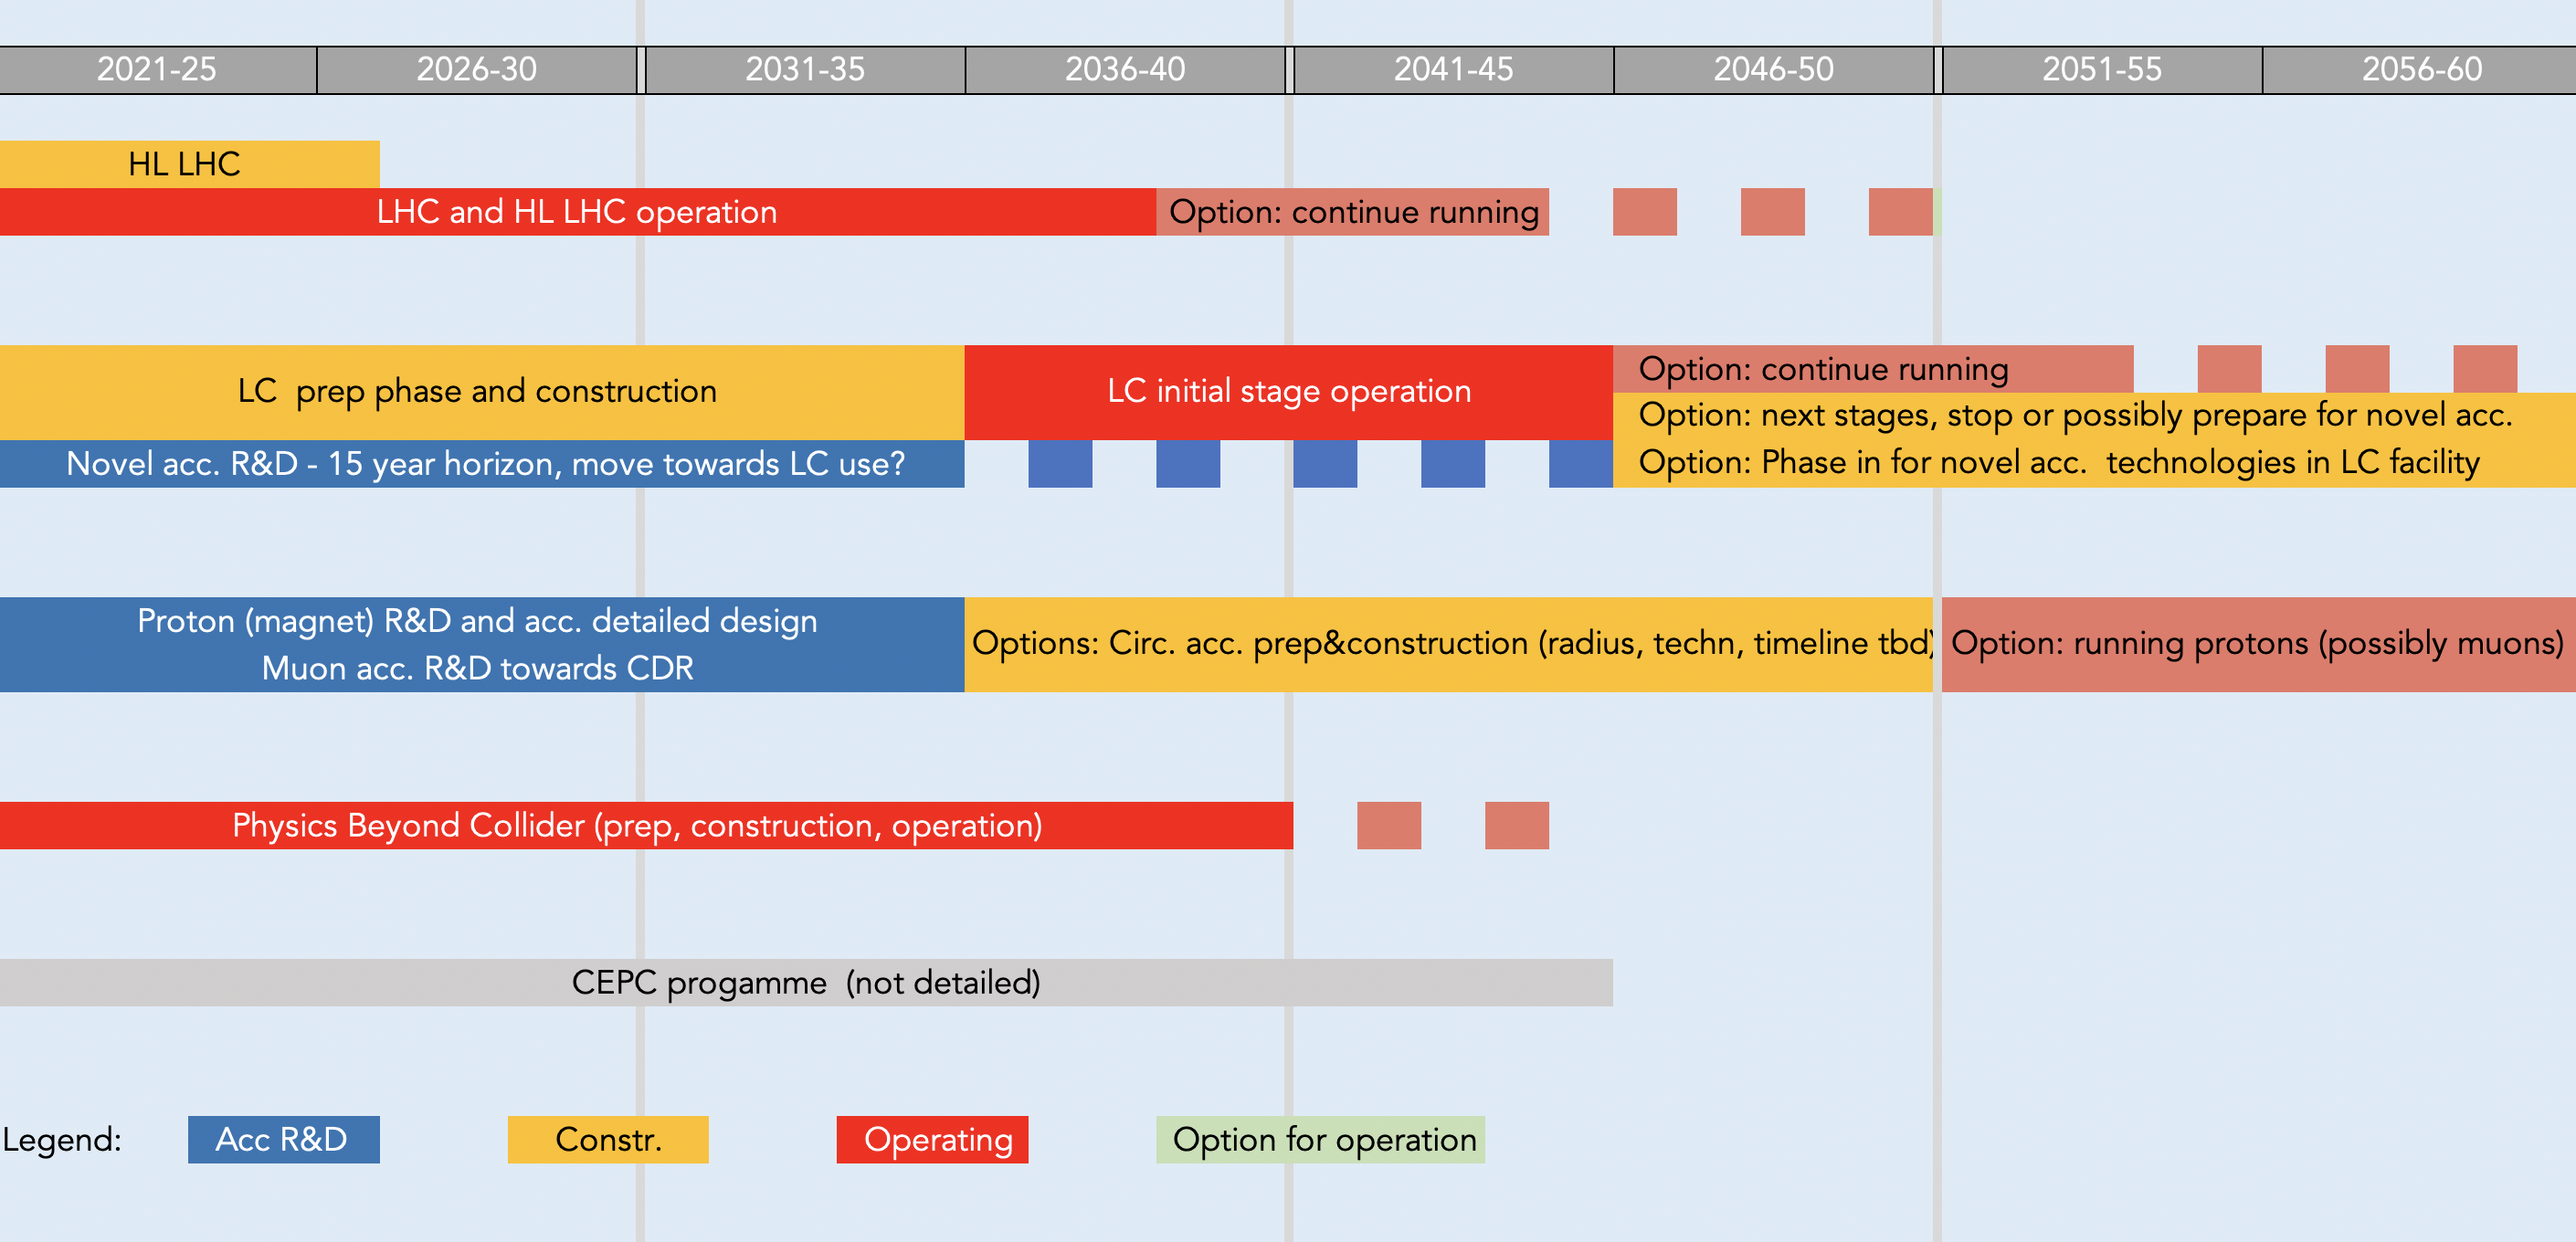 2021-25 2026-30 2031-35 2036-40 2041-45 2046-50 2051-55 2056-60
HL LHC
LHC and HL LHC operation Option: continue running
LC prep phase and construction LC initial stage operation Option: continue running
Option: next stages, stop or possibly prepare for novel acc.
Novel acc. R&D - 15 year horizon, move towards LC use? Option: Phase in for novel acc. technologies in LC facility
Proton (magnet) R&D and acc. detailed design
Muon acc. R&D towards CDR
Options: Circ. acc. prep&construction (radius, techn, timeline tbd) Option: running protons (possibly muons)
Physics Beyond Collider (prep, construction, operation)
CEPC progamme (not detailed)
Legend: Acc R&D Constr. Operating Option for operation